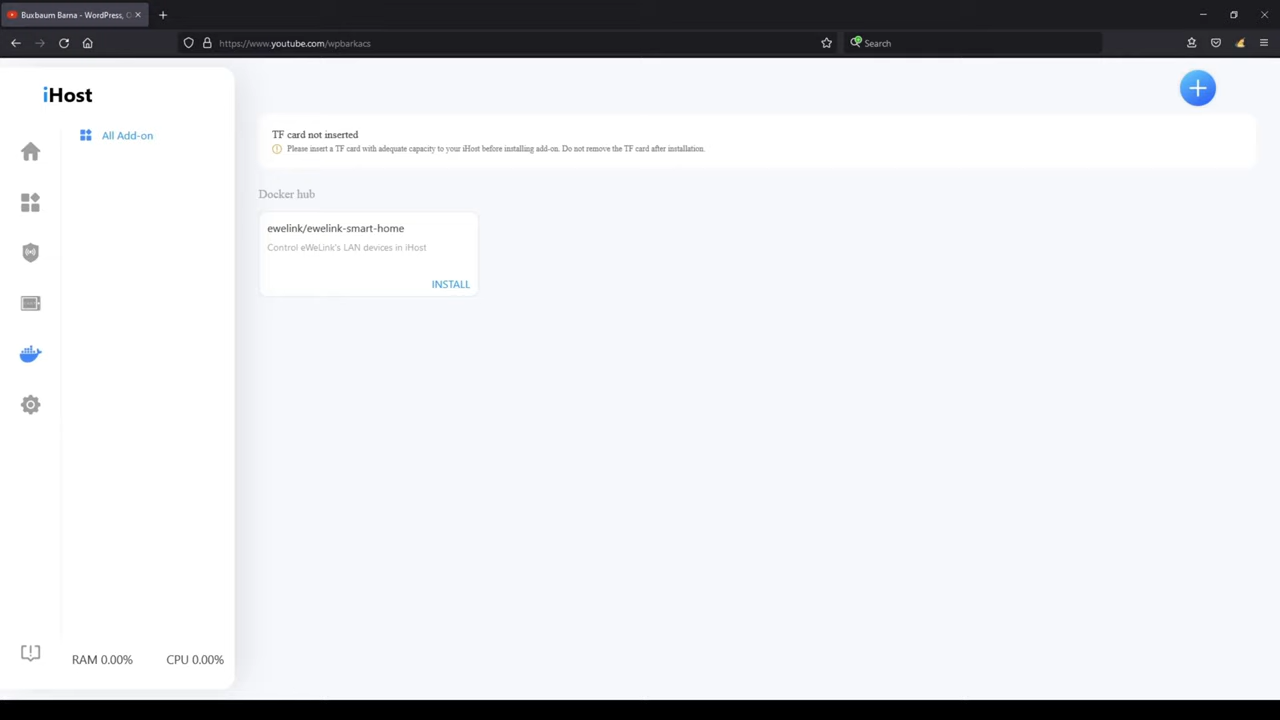 Buxbaum Barna - WordPress, C
https://www.youtube.com/wpbarkacs
Search
iHost
All Add-on
TF card not inserted
Please insert a TF card with adequate capacity to your iHost before installing add-on. Do not remove the TF card after installation.
Docker hub
ewelink/ewelink-smart-home
Control eWeLink's LAN devices in iHost
INSTALL
RAM 0.00%
CPU 0.00%